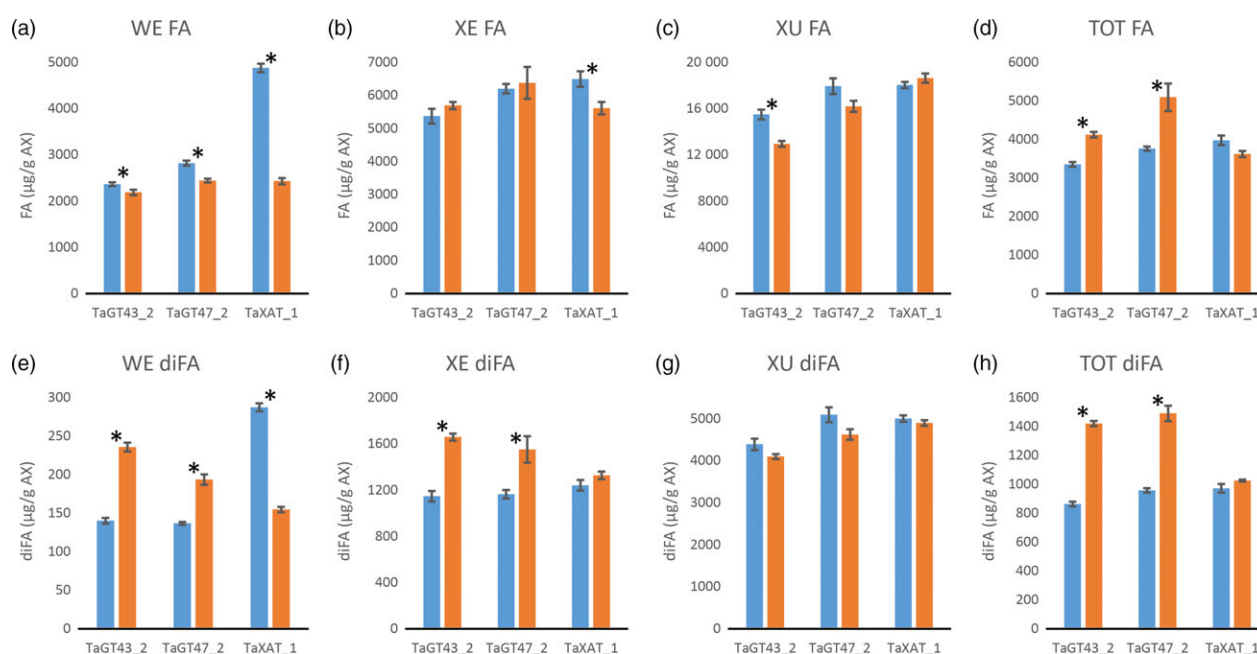 (a) WE FA
5000
4000
3000
2000
1000
0
FA (µg/g AX)
* * *
TaGT43_2 TaGT47_2 TaXAT_1
(b) XE FA
7000
6000
5000
4000
3000
2000
1000
0
FA (µg/g AX)
*
TaGT43_2 TaGT47_2 TaXAT_1
(c) XU FA
20 000
16 000
12 000
8000
4000
0
FA (µg/g AX)
*
TaGT43_2 TaGT47_2 TaXAT_1
(d) TOT FA
6000
5000
4000
3000
2000
1000
0
FA (µg/g AX)
* *
TaGT43_2 TaGT47_2 TaXAT_1
(e) WE diFA
300
250
200
150
100
50
0
diFA (µg/g AX)
* * *
TaGT43_2 TaGT47_2 TaXAT_1
(f) XE diFA
2000
1600
1200
800
400
0
diFA (µg/g AX)
* *
TaGT43_2 TaGT47_2 TaXAT_1
(g) XU diFA
5000
4000
3000
2000
1000
0
diFA (µg/g AX)
TaGT43_2 TaGT47_2 TaXAT_1
(h) TOT diFA
1600
1400
1200
1000
800
600
400
200
0
diFA (µg/g AX)
* *
TaGT43_2 TaGT47_2 TaXAT_1